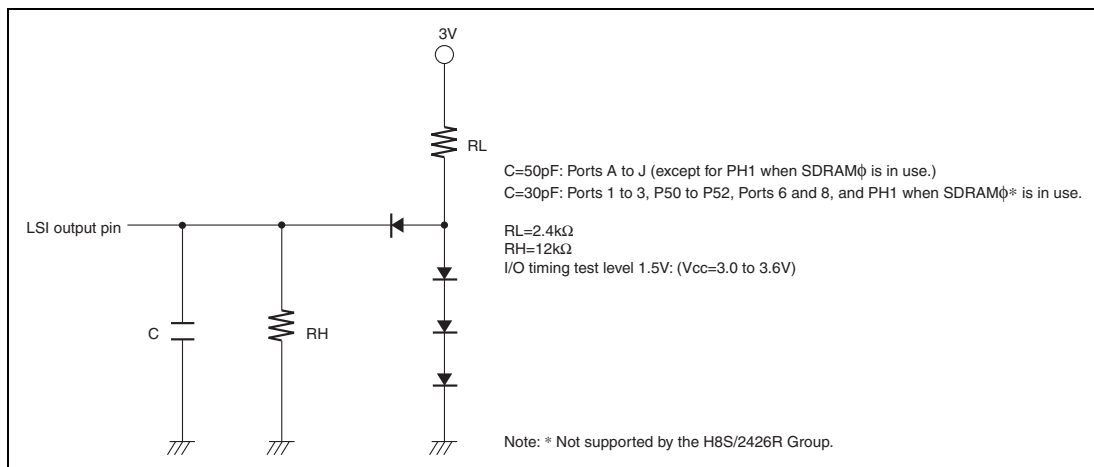 3V
RL
C=50pF: Ports A to J (except for PH1 when SDRAMϕ is in use.)
C=30pF: Ports 1 to 3, P50 to P52, Ports 6 and 8, and PH1 when SDRAMϕ* is in use.
LSI output pin
RL=2.4kΩ
RH=12kΩ
I/O timing test level 1.5V: (Vcc=3.0 to 3.6V)
C
RH
Note: * Not supported by the H8S/2426R Group.